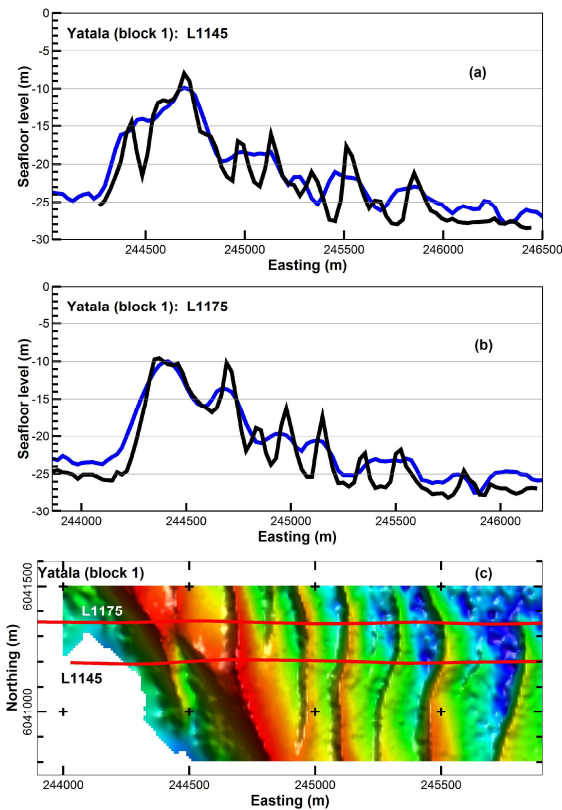 Yatala (block 1): L1145
(a)
Seafloor level (m)
0
-5
-10
-15
-20
-25
-30
244500 245000 245500 246000 246500
Easting (m)
Yatala (block 1): L1175
(b)
Seafloor level (m)
0
-5
-10
-15
-20
-25
-30
244000 244500 245000 245500 246000
Easting (m)
Yatala (block 1)
(c)
Northing (m)
6041500
6041000
L1175
L1145
244000 244500 245000 245500
Easting (m)